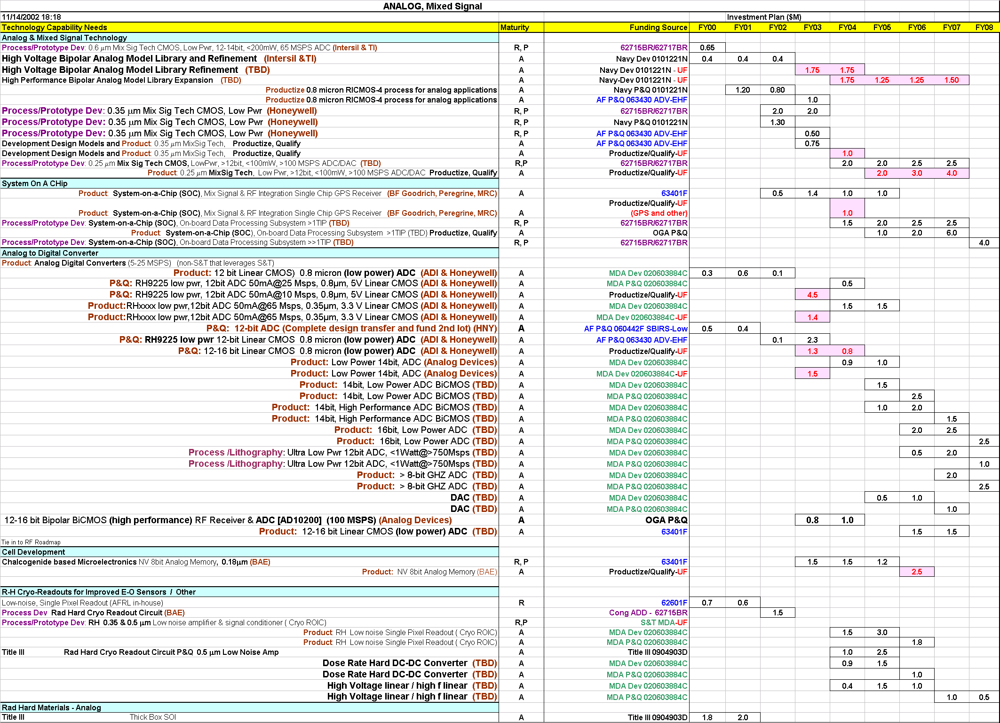 ANALOG, Mixed Signal
11/14/2002 18:18 Investment Plan ($M)
Technology Capability Needs Maturity Funding Source FY00 FY01 FY02 FY03 FY04 FY05 FY06 FY07 FY08
Analog & Mixed Signal Technology
Process/Prototype Dev: 0.6 µm Mix Sig Tech CMOS, Low Pwr, 12-14bit, <200mW, 65 MSPS ADC (Intersil & TI) R, P 62715BR/62717BR 0.65
High Voltage Bipolar Analog Model Library and Refinement (Intersil &TI) A Navy Dev 0101221N 0.4 0.4 0.4
High Voltage Bipolar Analog Model Library Refinement (TBD) A Navy Dev 0101221N - UF 1.75 1.75
High Performance Bipolar Analog Model Library Expansion (TBD) A Navy-Dev 0101221N - UF 1.75 1.25 1.25 1.50
Productize 0.8 micron RICMOS-4 process for analog applications A Navy P&Q 0101221N 1.20 0.80
Productize 0.8 micron RICMOS-4 process for analog applications A AF P&Q 063430 ADV-EHF 1.0
Process/Prototype Dev: 0.35 µm Mix Sig Tech CMOS, Low Pwr (Honeywell) R, P 62715BR/62717BR 2.0 2.0
Process/Prototype Dev: 0.35 µm Mix Sig Tech CMOS, Low Pwr (Honeywell) R, P Navy P&Q 0101221N 1.30
Process/Prototype Dev: 0.35 µm Mix Sig Tech CMOS, Low Pwr (Honeywell) R, P AF P&Q 063430 ADV-EHF 0.50
Development Design Models and Product: 0.35 µm MixSig Tech, Productize, Qualify A AF P&Q 063430 ADV-EHF 0.75
Development Design Models and Product: 0.35 µm MixSig Tech, Productize, Qualify A Productize/Qualify-UF 1.0
Process/Prototype Dev: 0.25 µm Mix Sig Tech CMOS, LowPwr, >12bit, <100mW, >100 MSPS ADC/DAC (TBD) R,P 62715BR/62717BR 2.0 2.0 2.5 2.5
Product: 0.25 µm MixSig Tech, Low Pwr, >12bit, <100mW, >100 MSPS ADC/DAC Productize, Qualify A Productize/Qualify-UF 2.0 3.0 4.0
System On A CHip
Product: System-on-a-Chip (SOC), Mix Signal & RF Integration Single Chip GPS Receiver (BF Goodrich, Peregrine, MRC) A 63401F 0.5 1.4 1.0 1.0
Productize/Qualify-UF
Product: System-on-a-Chip (SOC), Mix Signal & RF Integration Single Chip GPS Receiver (BF Goodrich, Peregrine, MRC) A (GPS and other) 1.0
Process/Prototype Dev: System-on-a-Chip (SOC), On-board Data Processing Subsystem >1TIP (TBD) R, P 62715BR/62717BR 1.5 2.0 2.5 2.5
Product: System-on-a-Chip (SOC), On-board Data Processing Subsystem >1TIP (TBD) Productize, Qualify A OGA P&Q 1.0 2.0 6.0
Process/Prototype Dev: System-on-a-Chip (SOC), On-board Data Processing Subsystem >>1TIP (TBD) R, P 62715BR/62717BR 4.0
Analog to Digital Converter
Product: Analog Digital Converters (5-25 MSPS) (non-S&T that leverages S&T)
Product: 12 bit Linear CMOS) 0.8 micron (low power) ADC (ADI & Honeywell) A MDA Dev 020603884C 0.3 0.6 0.1
P&Q: RH9225 low pwr, 12bit ADC 50mA@25 Msps, 0.8µm, 5V Linear CMOS (ADI & Honeywell) A MDA P&Q 020603884C 0.5
P&Q: RH9225 low pwr, 12bit ADC 50mA@10 Msps, 0.8µm, 5V Linear CMOS (ADI & Honeywell) A Productize/Qualify-UF 4.5
Product:RHxxxx low pwr,12bit ADC 50mA@65 Msps, 0.35µm, 3.3 V Linear CMOS (ADI & Honeywell) A MDA Dev 020603884C 1.5 1.5
Product:RHxxxx low pwr,12bit ADC 50mA@65 Msps, 0.35µm, 3.3 V Linear CMOS (ADI & Honeywell) A MDA Dev 020603884C-UF 1.4
P&Q: 12-bit ADC (Complete design transfer and fund 2nd lot) (HNY) A AF P&Q 060442F SBIRS-Low 0.5 0.4
P&Q: RH9225 low pwr 12-bit Linear CMOS 0.8 micron (low power) ADC (ADI & Honeywell) A AF P&Q 063430 ADV-EHF 0.1 2.3
P&Q: 12-16 bit Linear CMOS 0.8 micron (low power) ADC (ADI & Honeywell) A Productize/Qualify-UF 1.3 0.8
Product: Low Power 14bit, ADC (Analog Devices) A MDA Dev 020603884C 0.9 1.0
Product: Low Power 14bit, ADC (Analog Devices) A MDA Dev 020603884C-UF 1.5
Product: 14bit, Low Power ADC BiCMOS (TBD) A MDA Dev 020603884C 1.5
Product: 14bit, Low Power ADC BiCMOS (TBD) A MDA P&Q 020603884C 2.5
Product: 14bit, High Performance ADC BiCMOS (TBD) A MDA Dev 020603884C 1.0 2.0
Product: 14bit, High Performance ADC BiCMOS (TBD) A MDA P&Q 020603884C 1.5
Product: 16bit, Low Power ADC (TBD) A MDA Dev 020603884C 2.0 2.5
Product: 16bit, Low Power ADC (TBD) A MDA P&Q 020603884C 2.5
Process /Lithography: Ultra Low Pwr 12bit ADC, <1Watt@>750Msps (TBD) A MDA Dev 020603884C 0.5 2.0
Process /Lithography: Ultra Low Pwr 12bit ADC, <1Watt@>750Msps (TBD) A MDA P&Q 020603884C 1.0
Product: > 8-bit GHZ ADC (TBD) A MDA Dev 020603884C 2.0
Product: > 8-bit GHZ ADC (TBD) A MDA P&Q 020603884C 2.5
DAC (TBD) A MDA Dev 020603884C 0.5 1.0
DAC (TBD) A MDA P&Q 020603884C 1.0
12-16 bit Bipolar BiCMOS (high performance) RF Receiver & ADC [AD10200] (100 MSPS) (Analog Devices) A OGA P&Q 0.8 1.0
Product: 12-16 bit Linear CMOS (low power) ADC (TBD) A 63401F 1.5 1.5
Tie in to RF Roadmap
Cell Development
Chalcogenide based Microelectronics NV 8bit Analog Memory, 0.18µm (BAE) R, P 63401F 1.5 1.5 1.2
Product: NV 8bit Analog Memory (BAE) A Productize/Qualify-UF 2.5
R-H Cryo-Readouts for Improved E-O Sensors / Other
Low-noise, Single Pixel Readout (AFRL in-house) R 62601F 0.7 0.6
Process Dev Rad Hard Cryo Readout Circuit (BAE) Cong ADD - 62715BR 1.5
Process/Prototype Dev: RH 0.35 & 0.5 µm Low noise amplifier & signal conditioner ( Cryo ROIC) R,P S&T MDA-UF
Product: RH Low noise Single Pixel Readout ( Cryo ROIC) A MDA Dev 020603884C 1.5 3.0
Product: RH Low noise Single Pixel Readout ( Cryo ROIC) A MDA P&Q 020603884C 1.8
Title III Rad Hard Cryo Readout Circuit P&Q 0.5 µm Low Noise Amp A Title III 0904903D 1.0 2.5
Dose Rate Hard DC-DC Converter (TBD) A MDA Dev 020603884C 0.9 1.5
Dose Rate Hard DC-DC Converter (TBD) A MDA P&Q 020603884C 1.0
High Voltage linear / high f linear (TBD) A MDA Dev 020603884C 0.4 1.5 1.0
High Voltage linear / high f linear (TBD) A MDA P&Q 020603884C 1.0 0.5
Rad Hard Materials - Analog
Title III Thick Box SOI A Title III 0904903D 1.8 2.0